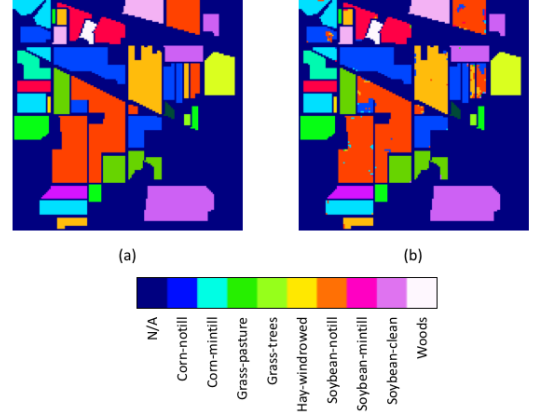 (a)
(b)
N/A
Corn-notill
Corn-mintill
Grass-pasture
Grass-trees
Hay-windrowed
Soybean-notill
Soybean-mintill
Soybean-clean
Woods